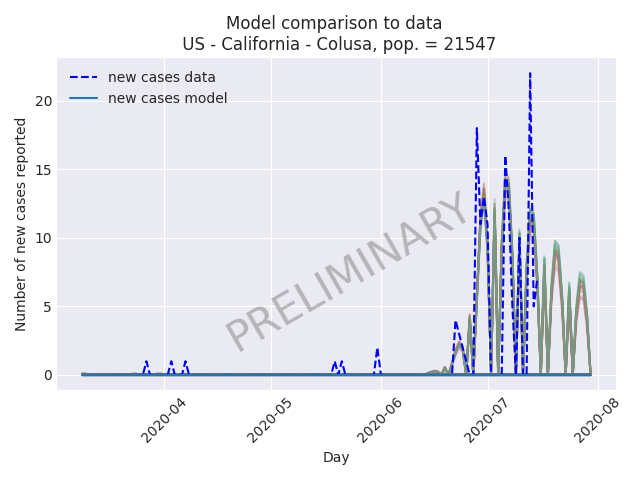 Model comparison to data
US - California - Colusa, pop. = 21547
new cases data
new cases model
PRELIMINARY
Number of new cases reported
20
15
10
5
0
2020-04
2020-05
2020-06
2020-07
2020-08
Day